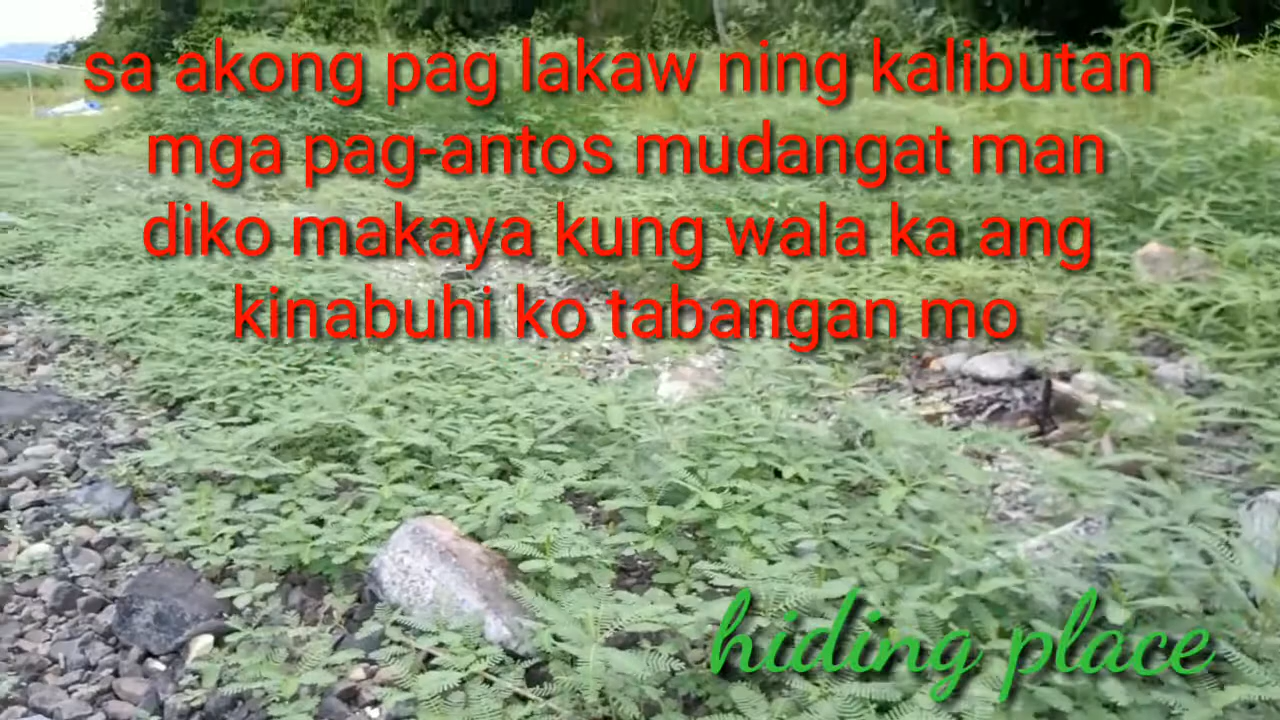 sa akong pag lakaw ning kalibutan
mga pag-antos mudangat man
diko makaya kung wala ka ang
kinabuhi ko tabangan mo
hiding place